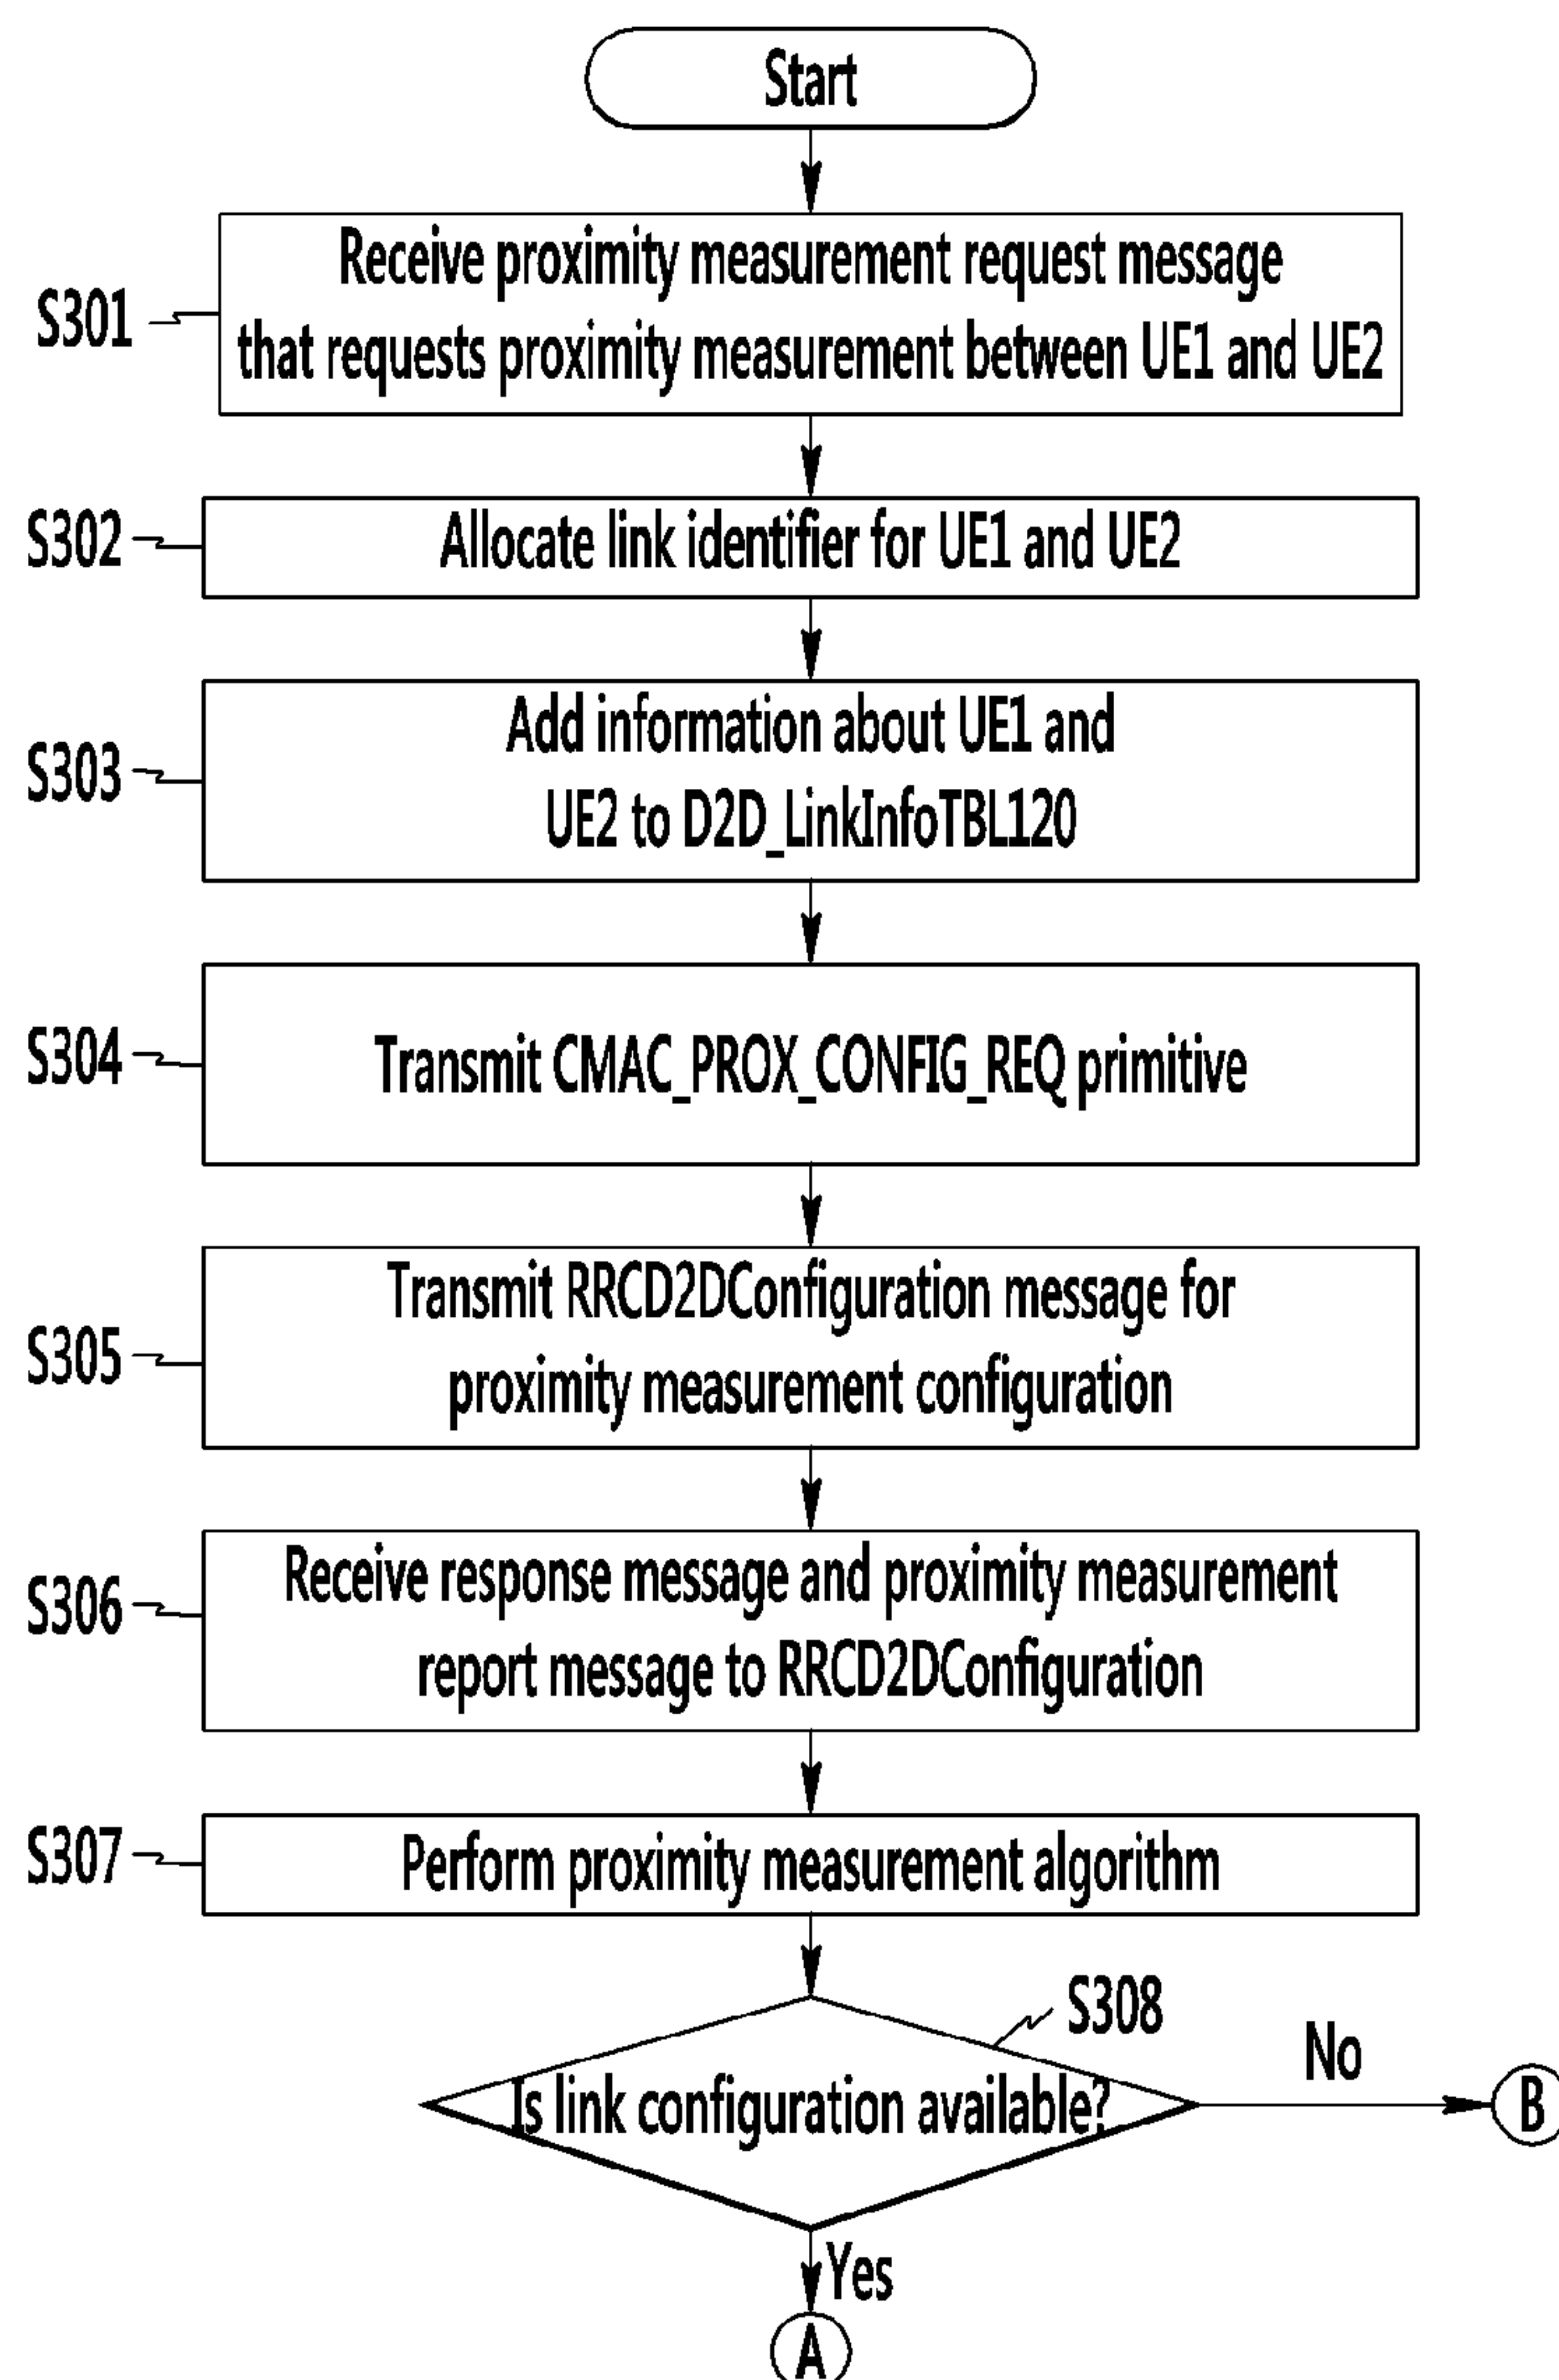 Start
S301
Receive proximity measurement request message
that requests proximity measurement between UE1 and UE2
S302
Allocate link identifier for UE1 and UE2
S303
Add information about UE1 and
UE2 to D2D_LinkInfoTBL120
S304
Transmit CMAC_PROX_CONFIG_REQ primitive
S305
Transmit RRCD2DConfiguration message for
proximity measurement configuration
S306
Receive response message and proximity measurement
report message to RRCD2DConfiguration
S307
Perform proximity measurement algorithm
S308
Is link configuration available?
No
B
Yes
A